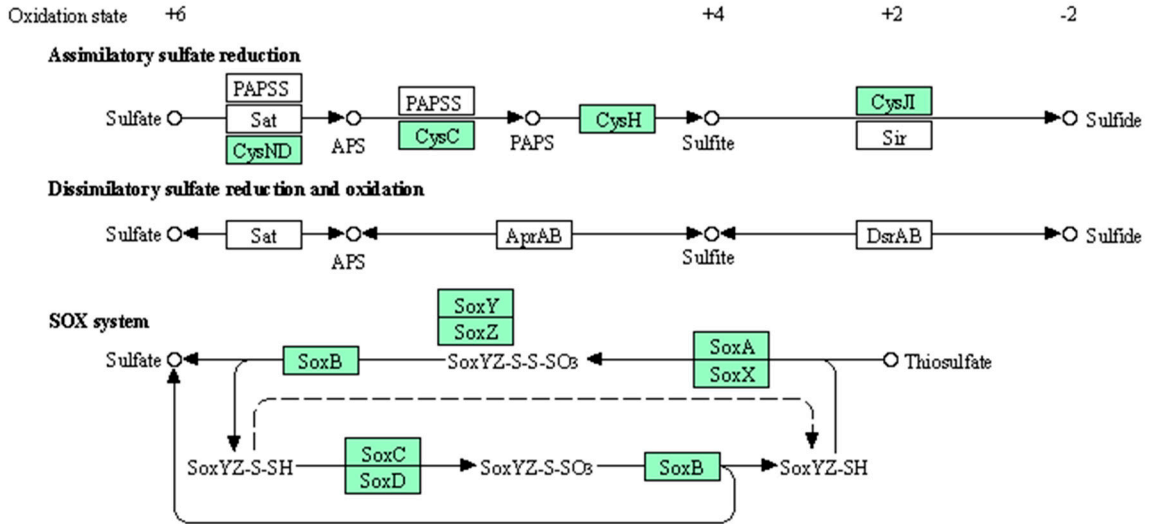 Oxidation state +6 +4 +2 -2
Assimilatory sulfate reduction
PAPSS PAPSS CysJI
Sulfate Sat APS CysC PAPS CysH Sulfite Sir Sulfide
CysND
Dissimilatory sulfate reduction and oxidation
Sulfate Sat APS AprAB Sulfite DsrAB Sulfide
SOX system
SoxY
SoxZ
Sulfate SoxB SoxYZ-S-S-SO3 SoxA Thiosulfate
SoxX
SoxYZ-S-SH SoxC SoxYZ-S-SO3 SoxB SoxYZ-SH
SoxD